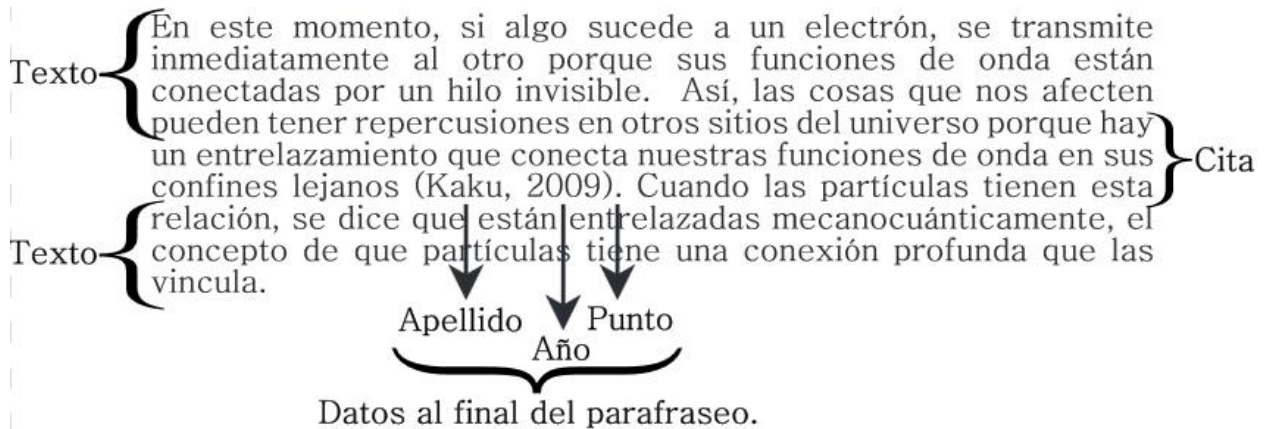 En este momento, si algo sucede a un electrón, se transmite
Texto inmediatamente al otro porque sus funciones de onda están
conectadas por un hilo invisible. Así, las cosas que nos afecten
pueden tener repercusiones en otros sitios del universo porque hay
un entrelazamiento que conecta nuestras funciones de onda en sus Cita
confines lejanos (Kaku, 2009). Cuando las partículas tienen esta
relación, se dice que están entrelazadas mecanocuánticamente, el
Texto concepto de que partículas tiene una conexión profunda que las
vincula.
Apellido Punto
Año
Datos al final del parafraseo.